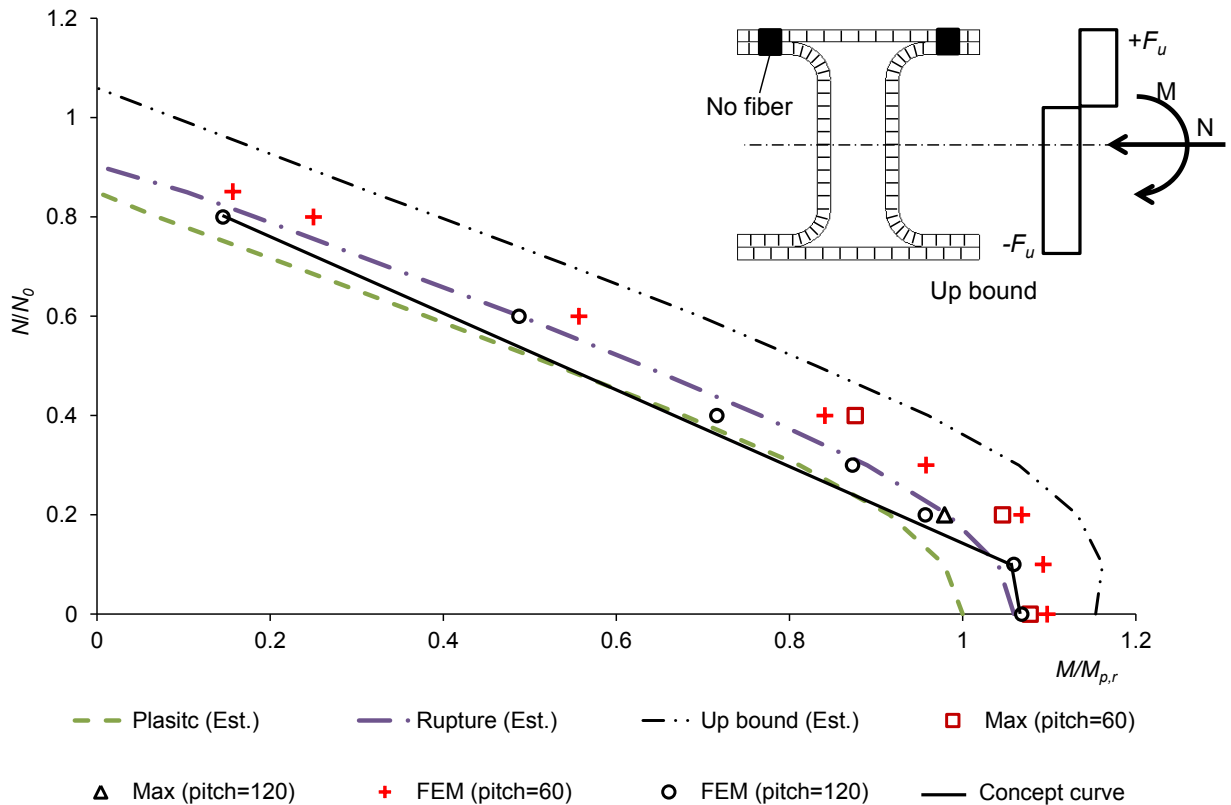 1.2
1
0.8
0.6
0.4
0.2
0
N/N0
0
0.2
0.4
0.6
0.8
1
1.2
M/Mp,r
No fiber
+Fu
M
N
-Fu
Up bound
Plasitc (Est.)
Rupture (Est.)
Up bound (Est.)
Max (pitch=60)
Max (pitch=120)
FEM (pitch=60)
FEM (pitch=120)
Concept curve